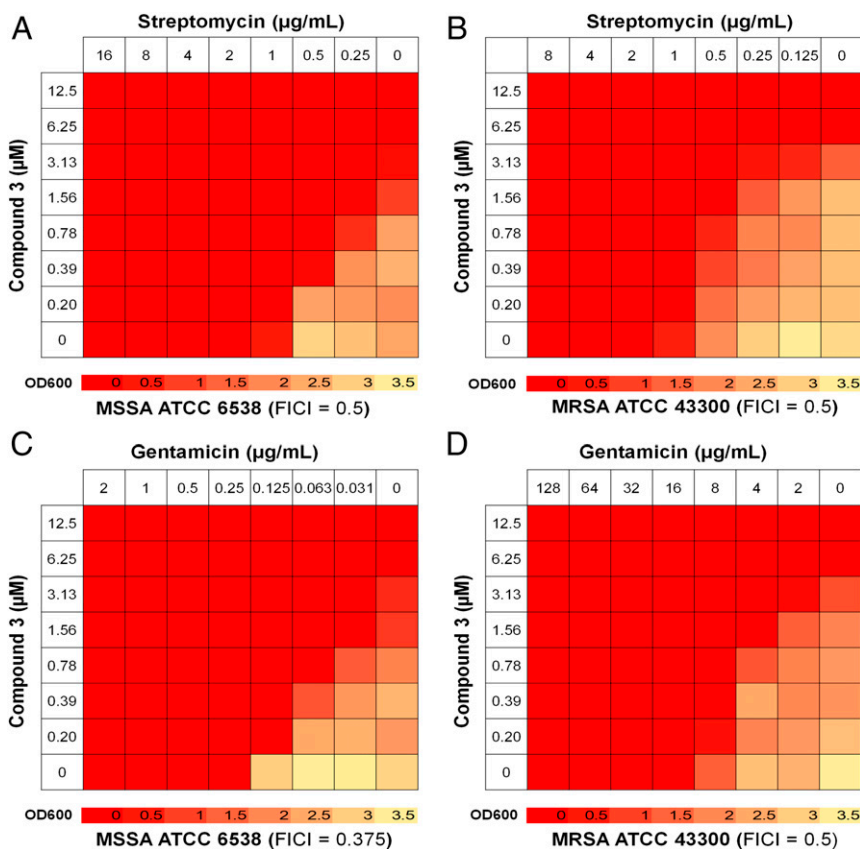 A
Streptomycin (µg/mL)
16 8 4 2 1 0.5 0.25 0
Compound 3 (µM)
12.5
6.25
3.13
1.56
0.78
0.39
0.20
0
OD600 0 0.5 1 1.5 2 2.5 3 3.5
MSSA ATCC 6538 (FICI = 0.5)
B
Streptomycin (µg/mL)
8 4 2 1 0.5 0.25 0.125 0
Compound 3 (µM)
12.5
6.25
3.13
1.56
0.78
0.39
0.20
0
OD600 0 0.5 1 1.5 2 2.5 3 3.5
MRSA ATCC 43300 (FICI = 0.5)
C
Gentamicin (µg/mL)
2 1 0.5 0.25 0.125 0.063 0.031 0
Compound 3 (µM)
12.5
6.25
3.13
1.56
0.78
0.39
0.20
0
OD600 0 0.5 1 1.5 2 2.5 3 3.5
MSSA ATCC 6538 (FICI = 0.375)
D
Gentamicin (µg/mL)
128 64 32 16 8 4 2 0
Compound 3 (µM)
12.5
6.25
3.13
1.56
0.78
0.39
0.20
0
OD600 0 0.5 1 1.5 2 2.5 3 3.5
MRSA ATCC 43300 (FICI = 0.5)